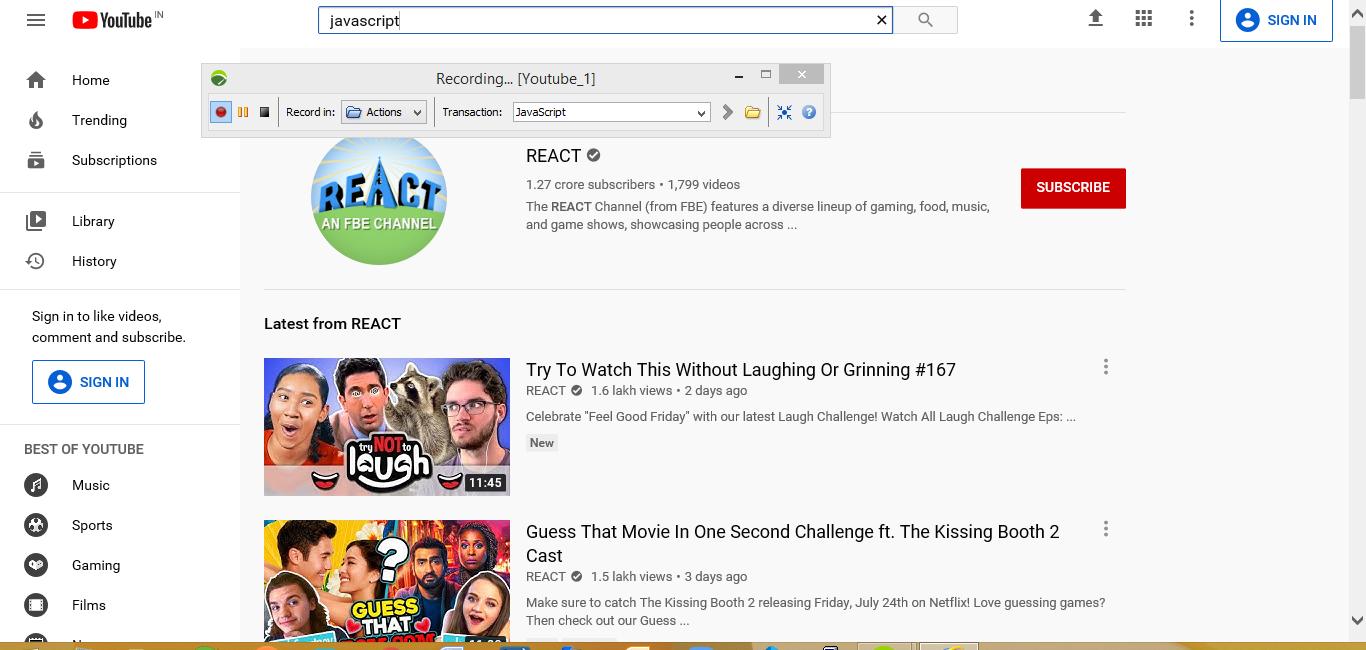 YouTube IN
javascript
SIGN IN
Home
Trending
Subscriptions
Library
History
Sign in to like videos,
comment and subscribe.
SIGN IN
BEST OF YOUTUBE
Music
Sports
Gaming
Films
Recording... [Youtube_1]
Record in: Actions Transaction: JavaScript
REACT
AN FBE CHANNEL
REACT
1.27 crore subscribers • 1,799 videos
The REACT Channel (from FBE) features a diverse lineup of gaming, food, music,
and game shows, showcasing people across ...
SUBSCRIBE
Latest from REACT
try NOT to
laugh
11:45
Try To Watch This Without Laughing Or Grinning #167
REACT 1.6 lakh views • 2 days ago
Celebrate "Feel Good Friday" with our latest Laugh Challenge! Watch All Laugh Challenge Eps: ...
New
GUESS
THAT
Guess That Movie In One Second Challenge ft. The Kissing Booth 2
Cast
REACT 1.5 lakh views • 3 days ago
Make sure to catch The Kissing Booth 2 releasing Friday, July 24th on Netflix! Love guessing games?
Then check out our Guess ...